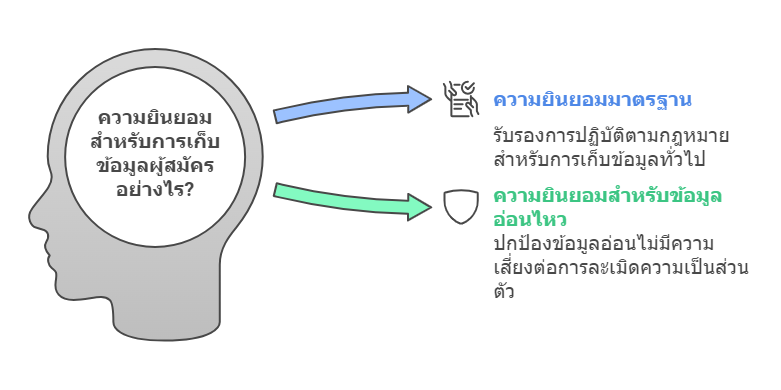 ความยินยอม
สำหรับการเก็บ
ข้อมูลผู้สมัคร
อย่างไร?
ความยินยอมมาตรฐาน
รับรองการปฏิบัติตามกฎหมาย
สำหรับการเก็บข้อมูลทั่วไป
ความยินยอมสำหรับข้อมูล
อ่อนไหว
ปกป้องข้อมูลอ่อนไม่มีความ
เสี่ยงต่อการละเมิดความเป็นส่วน
ตัว